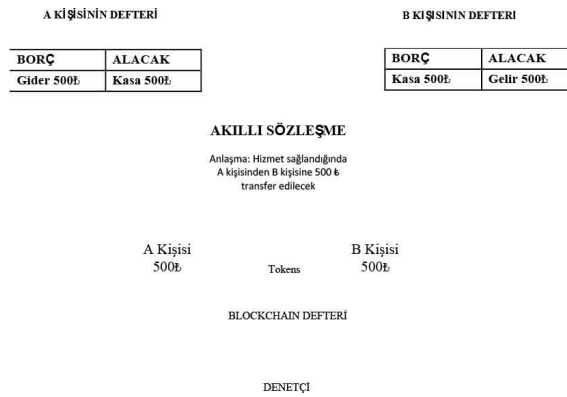 A KİŞİSİNİN DEFTERİ
B KİŞİSİNİN DEFTERİ
BORÇ ALACAK
Gider 500₺ Kasa 500₺
BORÇ ALACAK
Kasa 500₺ Gelir 500₺
AKILLI SÖZLEŞME
Anlaşma: Hizmet sağlandığında
A kişisinden B kişisine 500 ₺
transfer edilecek
A Kişisi
500₺
Tokens
B Kişisi
500₺
BLOCKCHAIN DEFTERİ
DENETÇİ